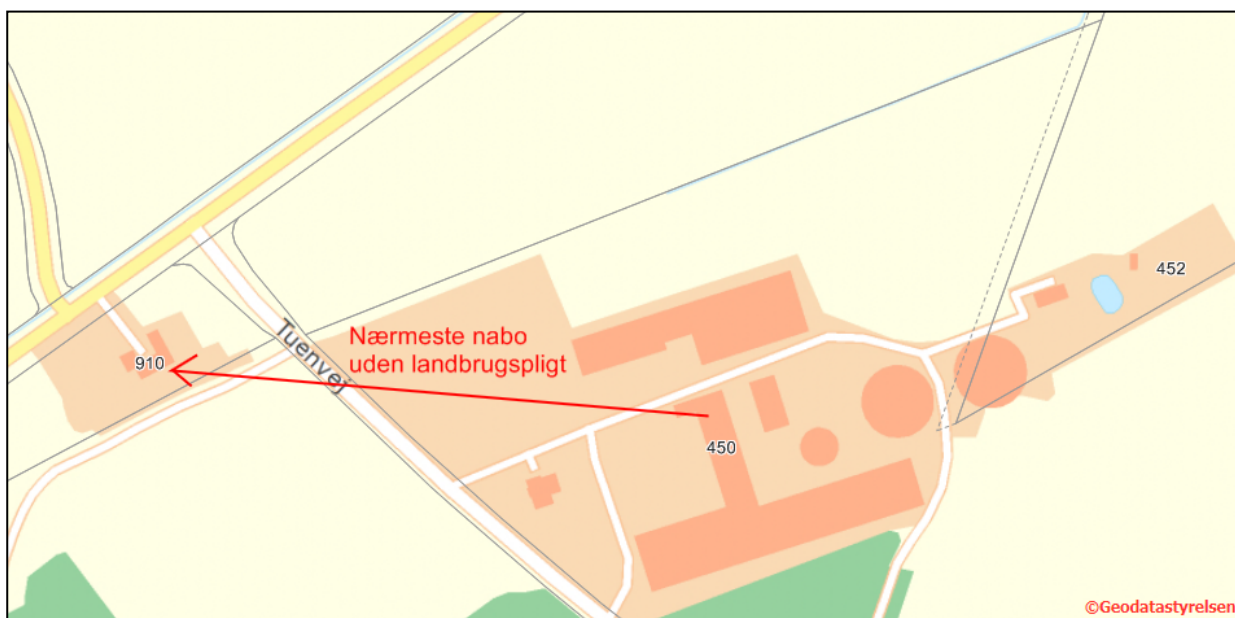 452
Tuenvej
Nærmeste nabo
uden landbrugspligt
910
450
©Geodatastyrelsen